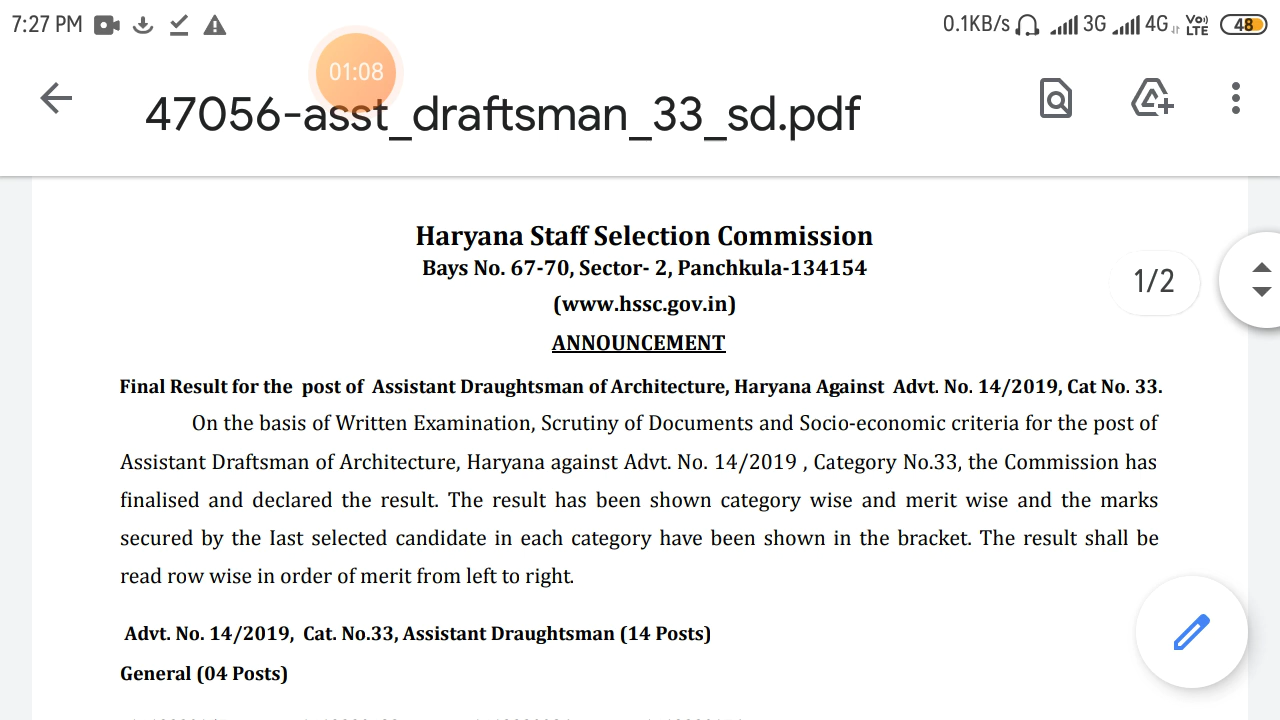 7:27 PM 0.1KB/s 3G 4G Vo)) LTE 48
01:08
47056-asst_draftsman_33_sd.pdf
Haryana Staff Selection Commission
Bays No. 67-70, Sector- 2, Panchkula-134154
(www.hssc.gov.in)
1/2
ANNOUNCEMENT
Final Result for the post of Assistant Draughtsman of Architecture, Haryana Against Advt. No. 14/2019, Cat No. 33.
On the basis of Written Examination, Scrutiny of Documents and Socio-economic criteria for the post of
Assistant Draftsman of Architecture, Haryana against Advt. No. 14/2019 , Category No.33, the Commission has
finalised and declared the result. The result has been shown category wise and merit wise and the marks
secured by the Iast selected candidate in each category have been shown in the bracket. The result shall be
read row wise in order of merit from left to right.
Advt. No. 14/2019, Cat. No.33, Assistant Draughtsman (14 Posts)
General (04 Posts)